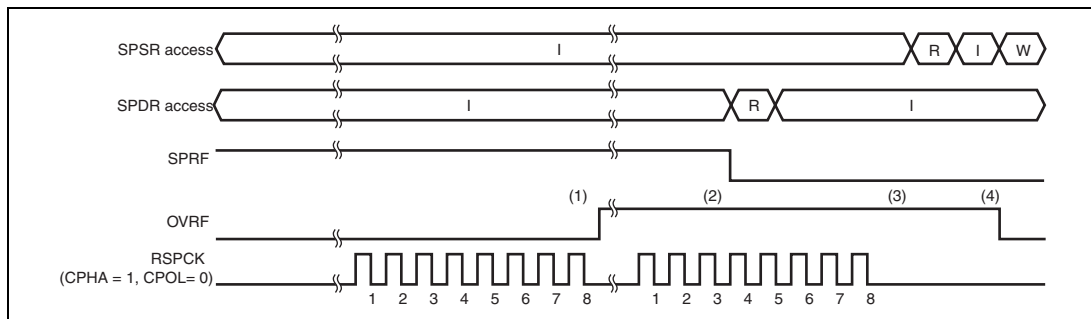 SPSR access I R I W
SPDR access I R I
SPRF
(1) (2) (3) (4)
OVRF
RSPCK
(CPHA = 1, CPOL= 0)
1 2 3 4 5 6 7 8 1 2 3 4 5 6 7 8